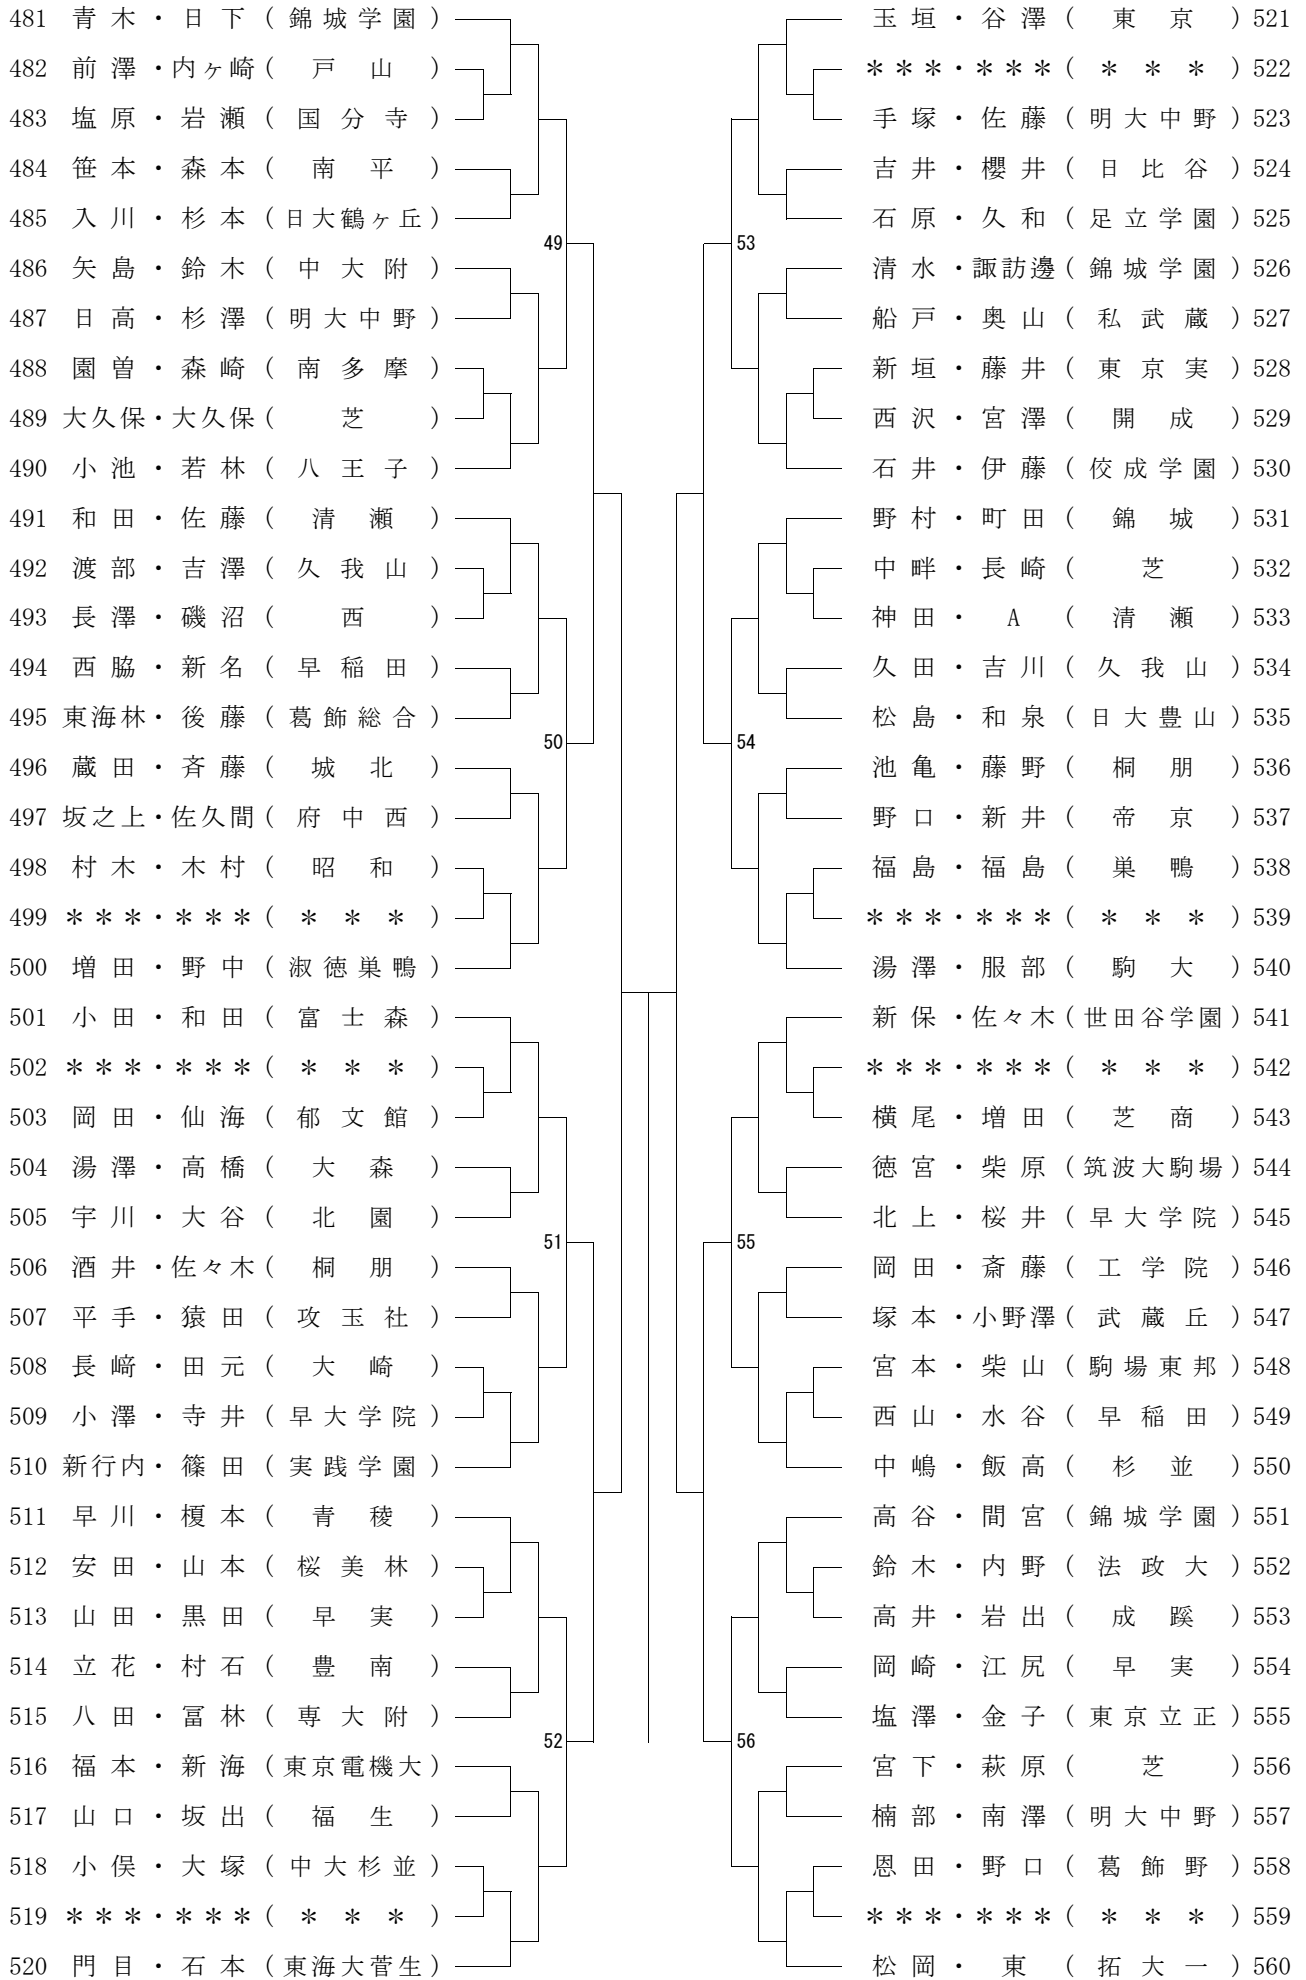 481 青木・日下（錦城学園）
482 前澤・内ヶ崎（戸山）
483 塩原・岩瀬（国分寺）
484 笹本・森本（南平）
485 入川・杉本（日大鶴ヶ丘）
49
486 矢島・鈴木（中大附）
487 日高・杉澤（明大中野）
488 園曽・森崎（南多摩）
489 大久保・大久保（芝）
490 小池・若林（八王子）
491 和田・佐藤（清瀬）
492 渡部・吉澤（久我山）
493 長澤・磯沼（西）
494 西脇・新名（早稲田）
495 東海林・後藤（葛飾総合）
50
496 蔵田・斉藤（城北）
497 坂之上・佐久間（府中西）
498 村木・木村（昭和）
499 ＊＊＊・＊＊＊（＊＊＊）
500 増田・野中（淑徳巣鴨）
501 小田・和田（富士森）
502 ＊＊＊・＊＊＊（＊＊＊）
503 岡田・仙海（郁文館）
504 湯澤・高橋（大森）
505 宇川・大谷（北園）
51
506 酒井・佐々木（桐朋）
507 平手・猿田（攻玉社）
508 長﨑・田元（大崎）
509 小澤・寺井（早大学院）
510 新行内・篠田（実践学園）
511 早川・榎本（青稜）
512 安田・山本（桜美林）
513 山田・黒田（早実）
514 立花・村石（豊南）
515 八田・冨林（専大附）
52
516 福本・新海（東京電機大）
517 山口・坂出（福生）
518 小俣・大塚（中大杉並）
519 ＊＊＊・＊＊＊（＊＊＊）
520 門目・石本（東海大菅生）
玉垣・谷澤（東京）521
＊＊＊・＊＊＊（＊＊＊）522
手塚・佐藤（明大中野）523
吉井・櫻井（日比谷）524
石原・久和（足立学園）525
53
清水・諏訪邊（錦城学園）526
船戸・奥山（私武蔵）527
新垣・藤井（東京実）528
西沢・宮澤（開成）529
石井・伊藤（佼成学園）530
野村・町田（錦城）531
中畔・長崎（芝）532
神田・A（清瀬）533
久田・吉川（久我山）534
松島・和泉（日大豊山）535
54
池亀・藤野（桐朋）536
野口・新井（帝京）537
福島・福島（巣鴨）538
＊＊＊・＊＊＊（＊＊＊）539
湯澤・服部（駒大）540
新保・佐々木（世田谷学園）541
＊＊＊・＊＊＊（＊＊＊）542
横尾・増田（芝商）543
徳宮・柴原（筑波大駒場）544
北上・桜井（早大学院）545
55
岡田・斎藤（工学院）546
塚本・小野澤（武蔵丘）547
宮本・柴山（駒場東邦）548
西山・水谷（早稲田）549
中嶋・飯高（杉並）550
高谷・間宮（錦城学園）551
鈴木・内野（法政大）552
高井・岩出（成蹊）553
岡崎・江尻（早実）554
塩澤・金子（東京立正）555
56
宮下・萩原（芝）556
楠部・南澤（明大中野）557
恩田・野口（葛飾野）558
＊＊＊・＊＊＊（＊＊＊）559
松岡・東（拓大一）560